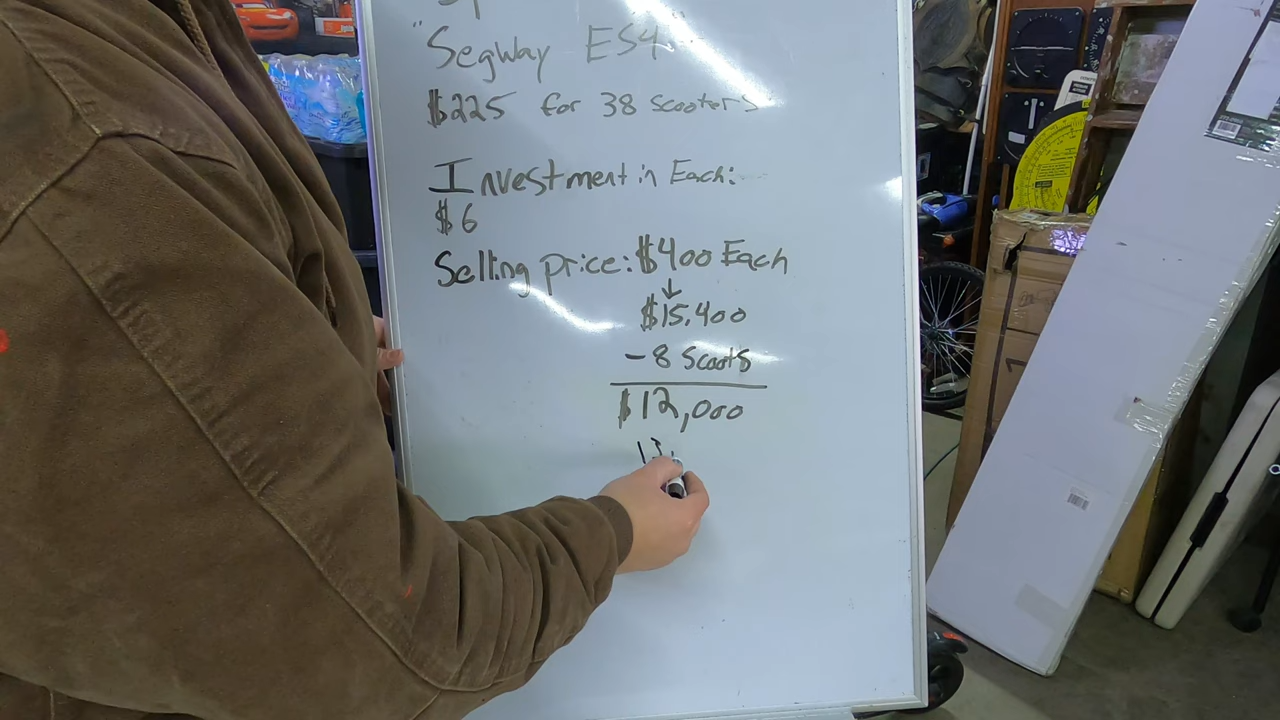 "Segway ES4"
$225 for 38 scooters
Investment in Each:
$6
Selling price: $400 Each
↓
$15,400
- 8 Scoots
$12,000